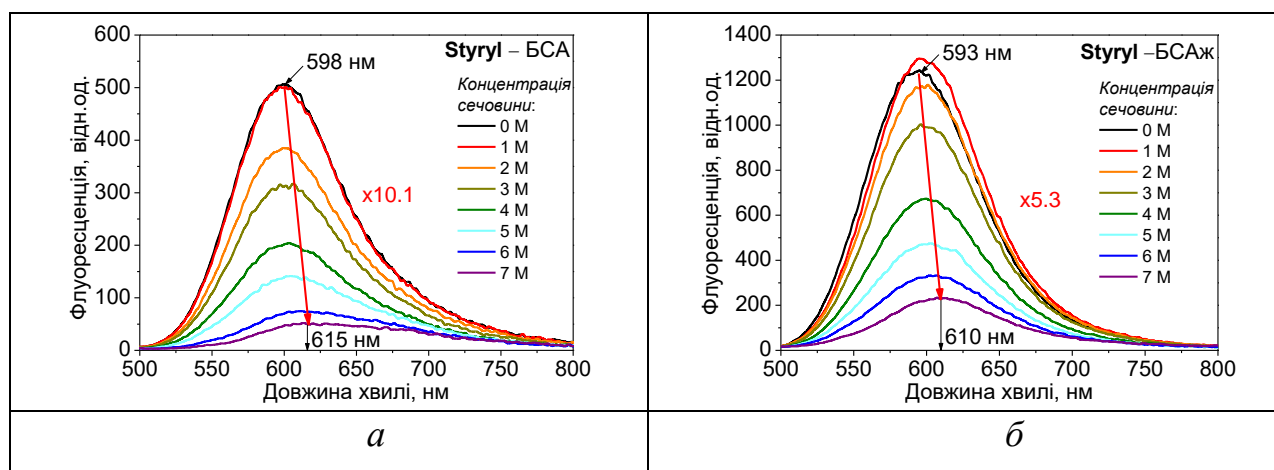 Styryl – БСА
598 нм
Концентрація
сечовини:
0 М
1 М
2 М
3 М
4 М
5 М
6 М
7 М
x10.1
615 нм
Флуоресценція, відн.од.
600
500
400
300
200
100
0
500 550 600 650 700 750 800
Довжина хвилі, нм
Styryl – БСАж
593 нм
Концентрація
сечовини:
0 М
1 М
2 М
3 М
4 М
5 М
6 М
7 М
x5.3
610 нм
Флуоресценція, відн.од.
1400
1200
1000
800
600
400
200
0
500 550 600 650 700 750 800
Довжина хвилі, нм
а
б